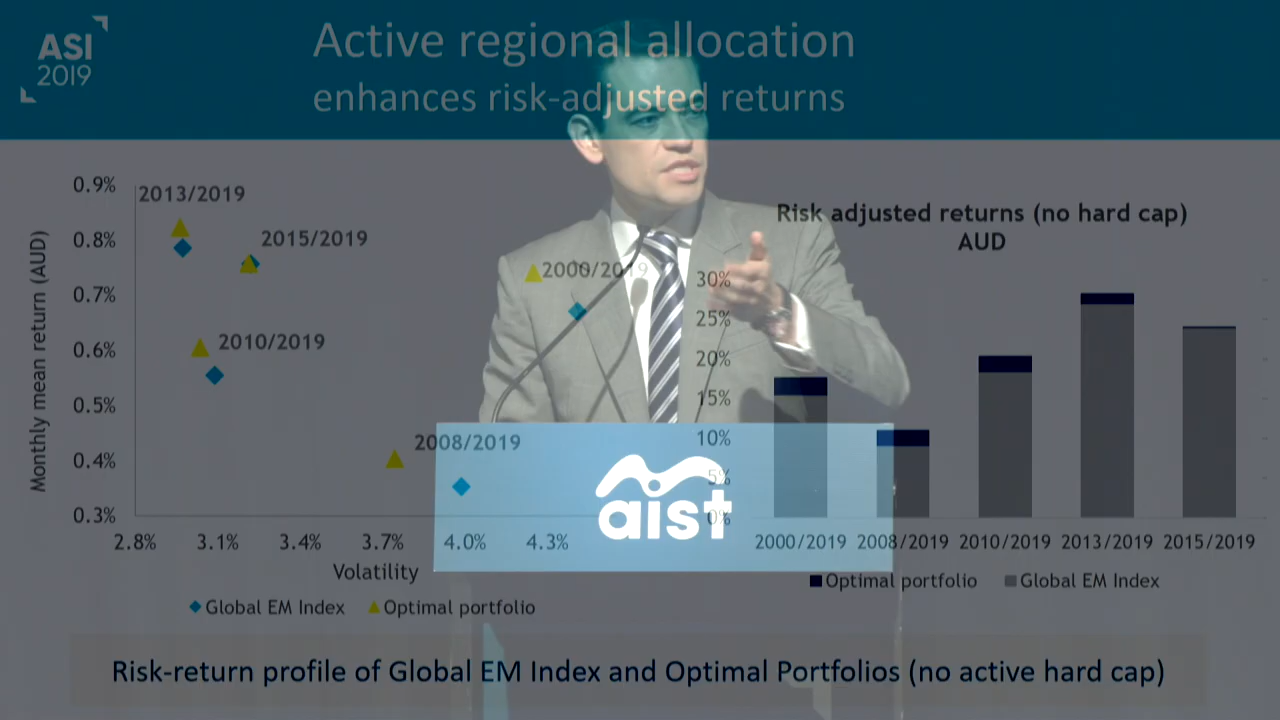 ASI
2019
Active regional allocation
enhances risk-adjusted returns
Monthly mean return (AUD)
0.9%
0.8%
0.7%
0.6%
0.5%
0.4%
0.3%
2013/2019
2015/2019
2000/2019
2010/2019
2008/2019
2.8% 3.1% 3.4% 3.7% 4.0% 4.3%
Volatility
Global EM Index Optimal portfolio
Risk adjusted returns (no hard cap)
AUD
30%
25%
20%
15%
10%
5%
0%
2000/2019 2008/2019 2010/2019 2013/2019 2015/2019
Optimal portfolio Global EM Index
aist
Risk-return profile of Global EM Index and Optimal Portfolios (no active hard cap)